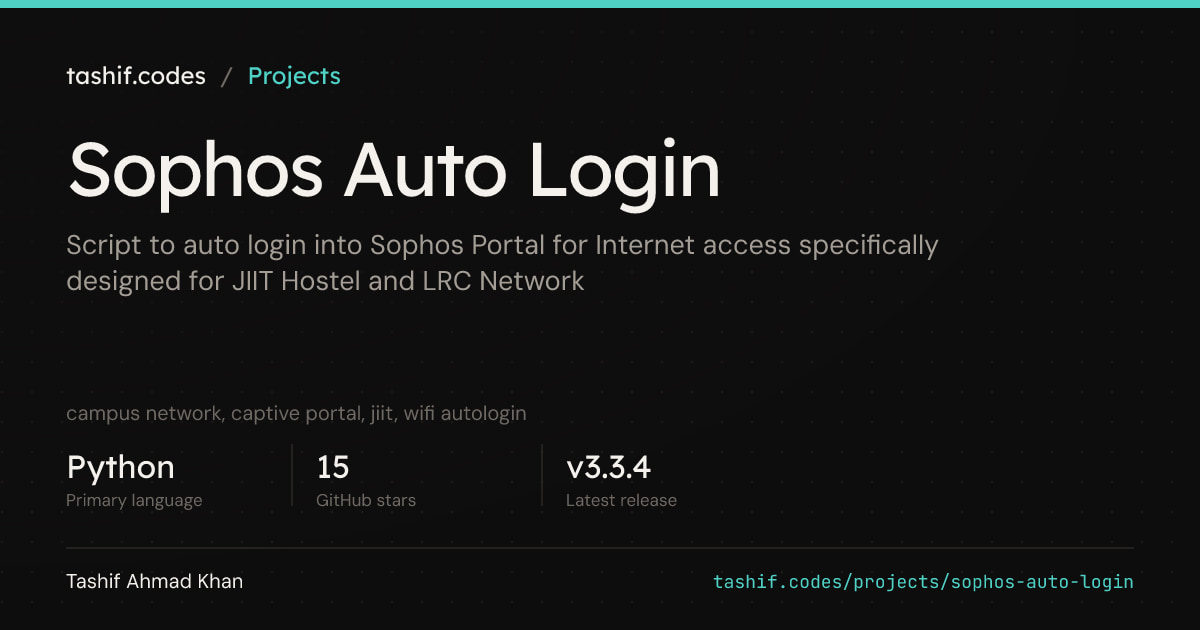 tashif.codes / Projects
Sophos Auto Login
Script to auto login into Sophos Portal for Internet access specifically
designed for JIIT Hostel and LRC Network
campus network, captive portal, jiit, wifi autologin
Python 15 v3.3.4
Primary language GitHub stars Latest release
Tashif Ahmad Khan tashif.codes/projects/sophos-auto-login